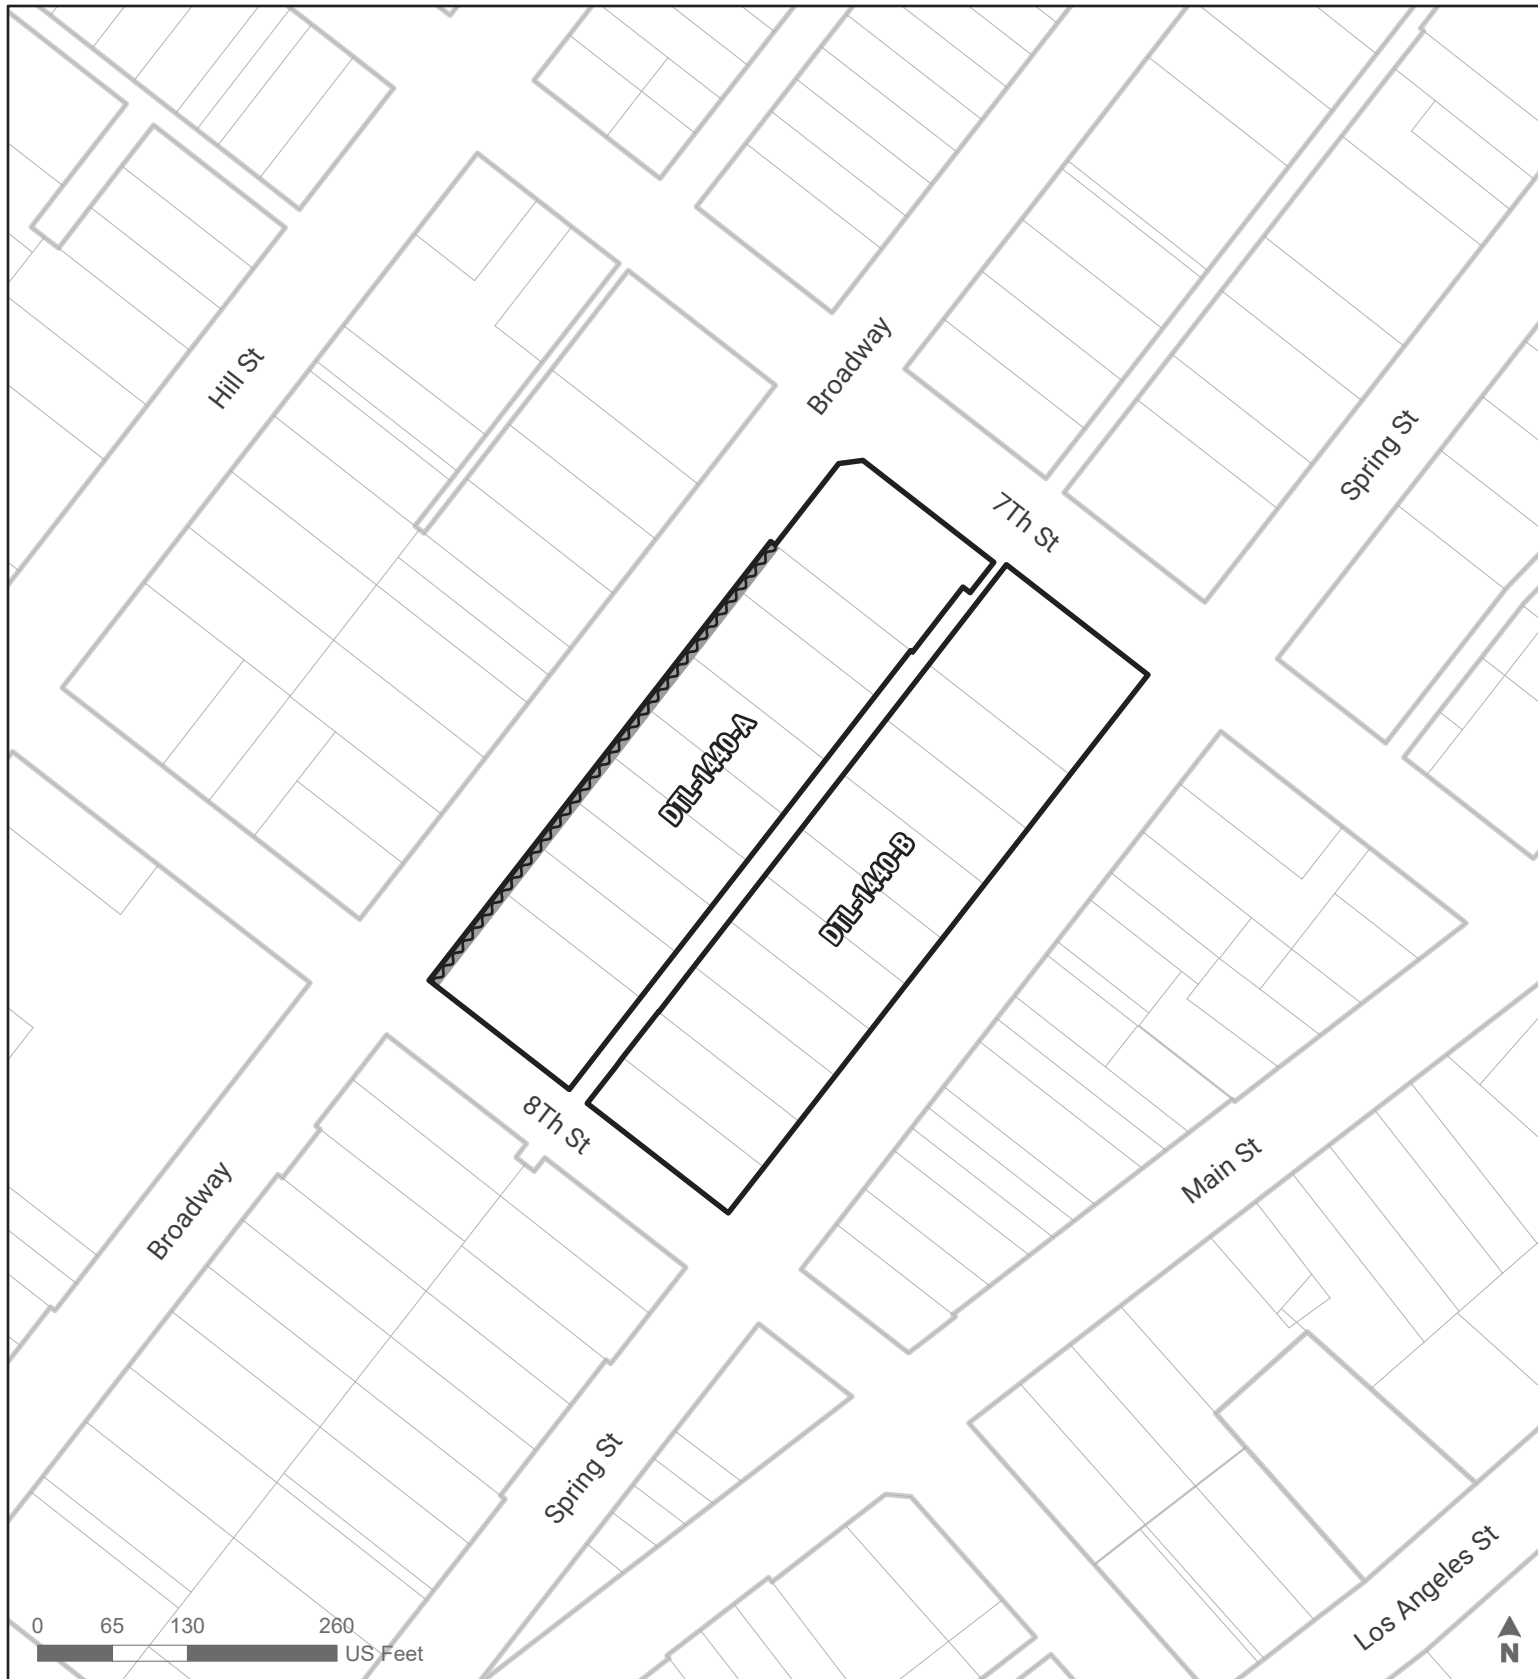 Hill St
Broadway
Spring St
7Th St
DTL-1440-A
DTL-1440-B
8Th St
Broadway
Main St
Spring St
Los Angeles St
0 65 130 260
US Feet
N